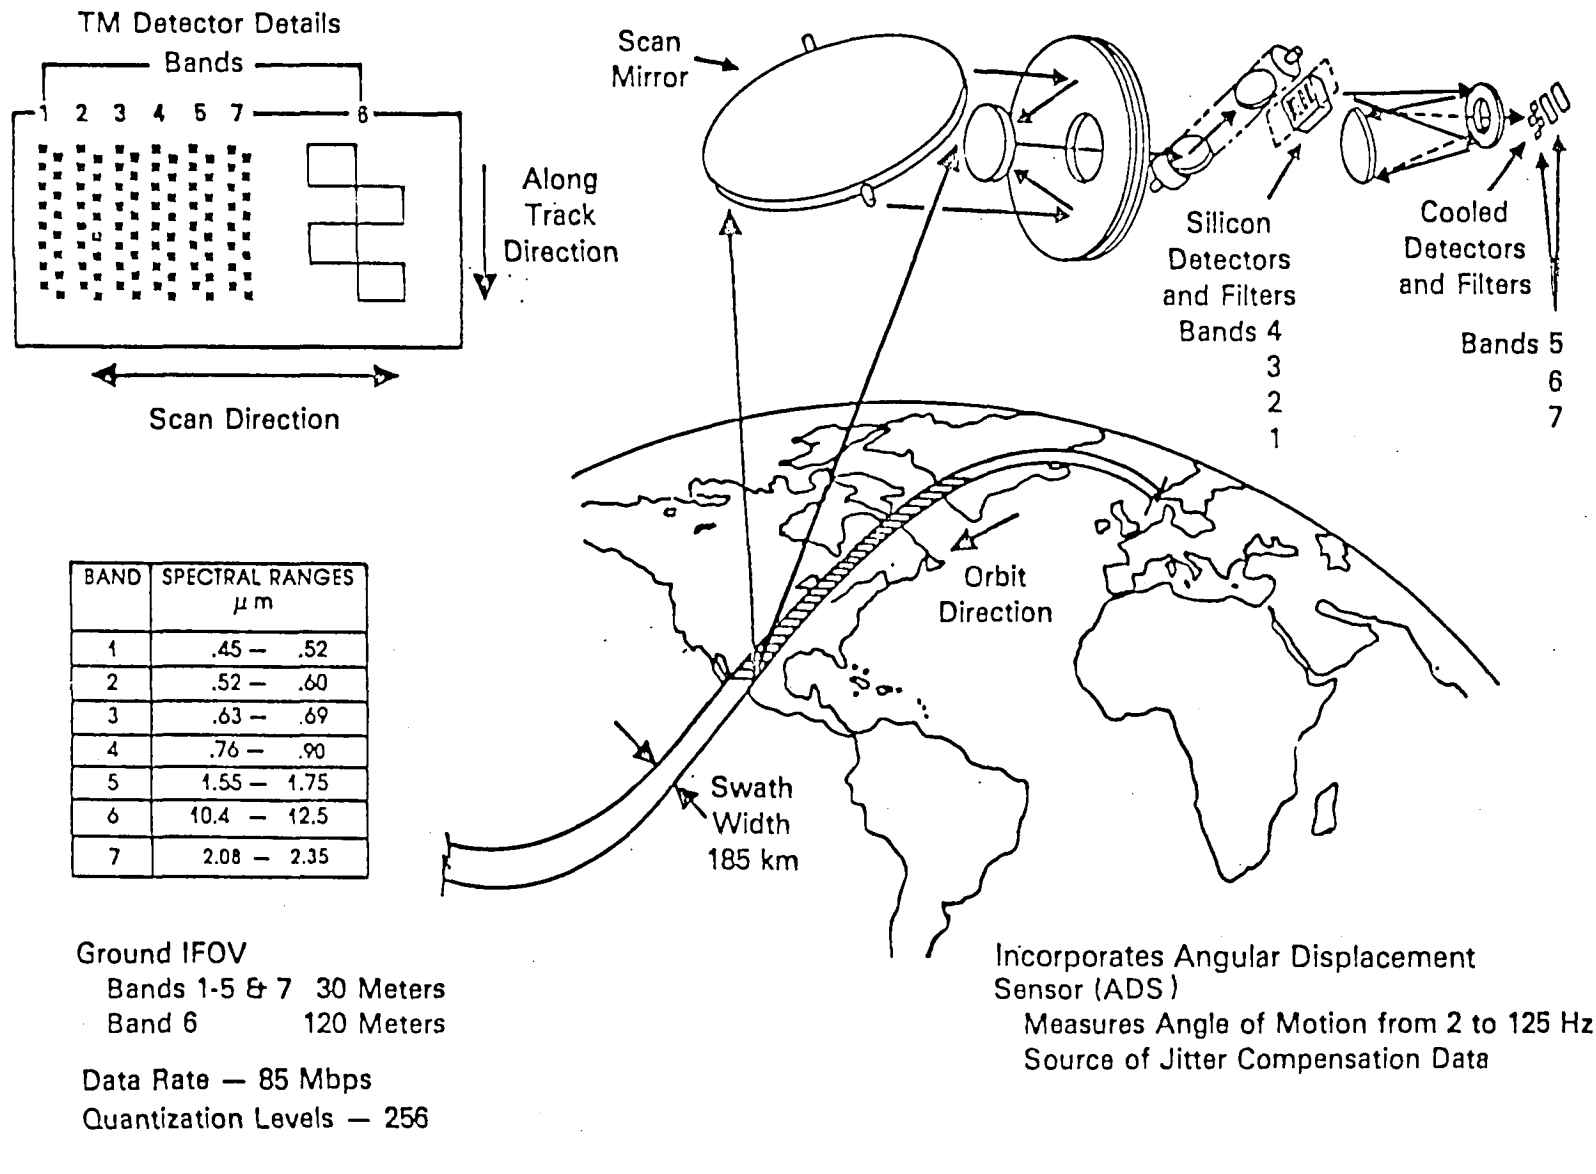 TM Detector Details
Bands
1 2 3 4 5 7 6
Along
Track
Direction
Scan Direction
Scan
Mirror
Silicon
Detectors
and Filters
Bands 4
3
2
1
Cooled
Detectors
and Filters
Bands 5
6
7
Orbit
Direction
Swath
Width
185 km
BAND SPECTRAL RANGES
μm
1 .45 – .52
2 .52 – .60
3 .63 – .69
4 .76 – .90
5 1.55 – 1.75
6 10.4 – 12.5
7 2.08 – 2.35
Ground IFOV
Bands 1-5 & 7 30 Meters
Band 6 120 Meters
Data Rate — 85 Mbps
Quantization Levels — 256
Incorporates Angular Displacement
Sensor (ADS)
Measures Angle of Motion from 2 to 125 Hz
Source of Jitter Compensation Data